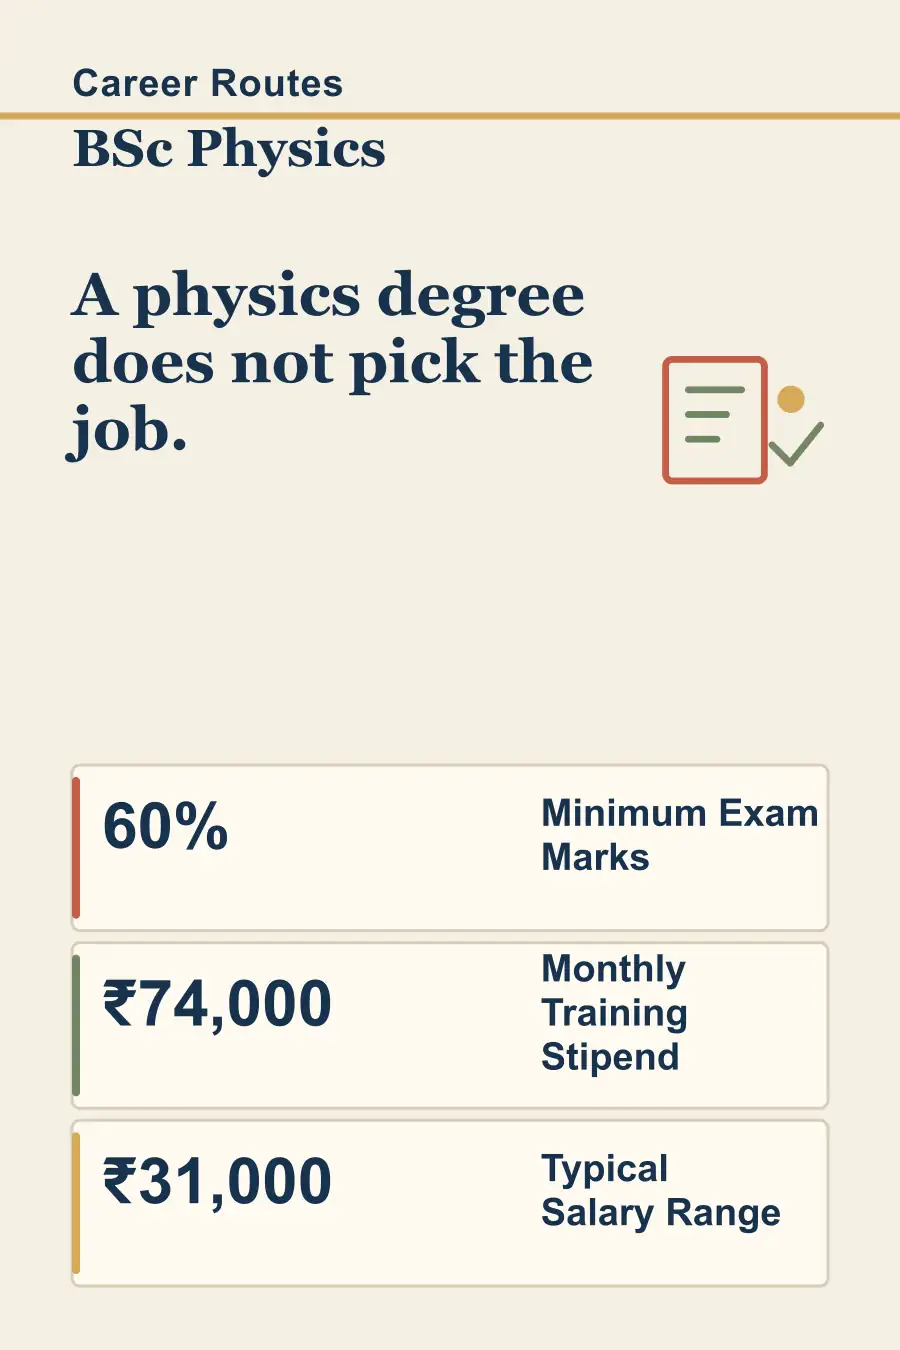 Career Routes
BSc Physics
A physics degree
does not pick the
job.
60%
Minimum Exam
Marks
₹74,000
Monthly
Training
Stipend
₹31,000
Typical
Salary Range